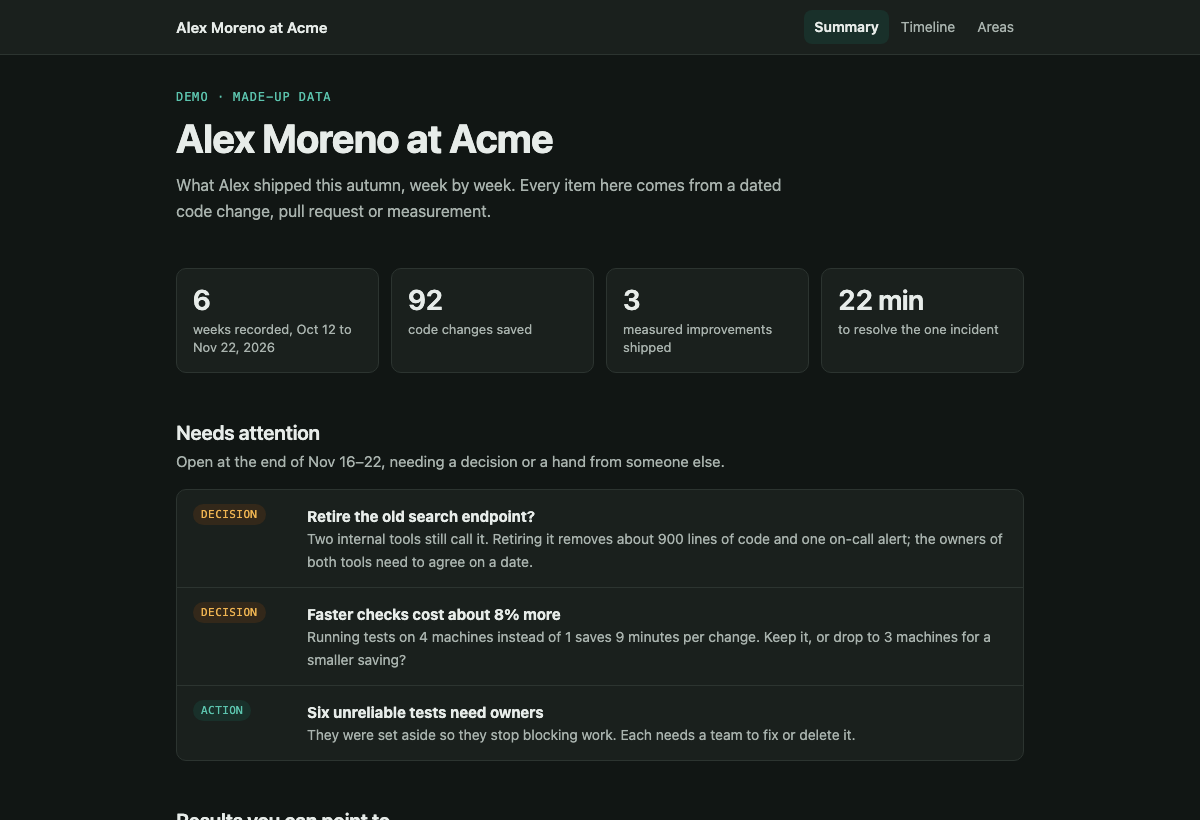 Alex Moreno at Acme
Summary
Timeline
Areas
DEMO · MADE-UP DATA
Alex Moreno at Acme
What Alex shipped this autumn, week by week. Every item here comes from a dated
code change, pull request or measurement.
6
weeks recorded, Oct 12 to
Nov 22, 2026
92
code changes saved
3
measured improvements
shipped
22 min
to resolve the one incident
Needs attention
Open at the end of Nov 16–22, needing a decision or a hand from someone else.
DECISION
Retire the old search endpoint?
Two internal tools still call it. Retiring it removes about 900 lines of code and one on-call alert; the owners of
both tools need to agree on a date.
DECISION
Faster checks cost about 8% more
Running tests on 4 machines instead of 1 saves 9 minutes per change. Keep it, or drop to 3 machines for a
smaller saving?
ACTION
Six unreliable tests need owners
They were set aside so they stop blocking work. Each needs a team to fix or delete it.
Results you can point to